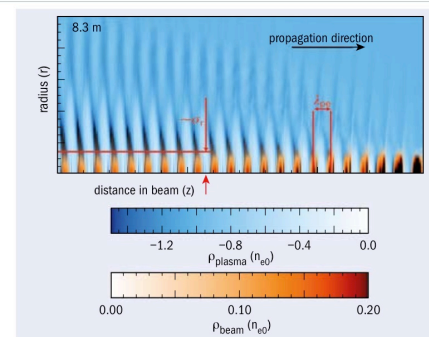 8.3 m
propagation direction
radius (r)
distance in beam (z)
−1.2 −0.8 −0.4 0.0
ρplasma (ne0)
0.00 0.10 0.20
ρbeam (ne0)